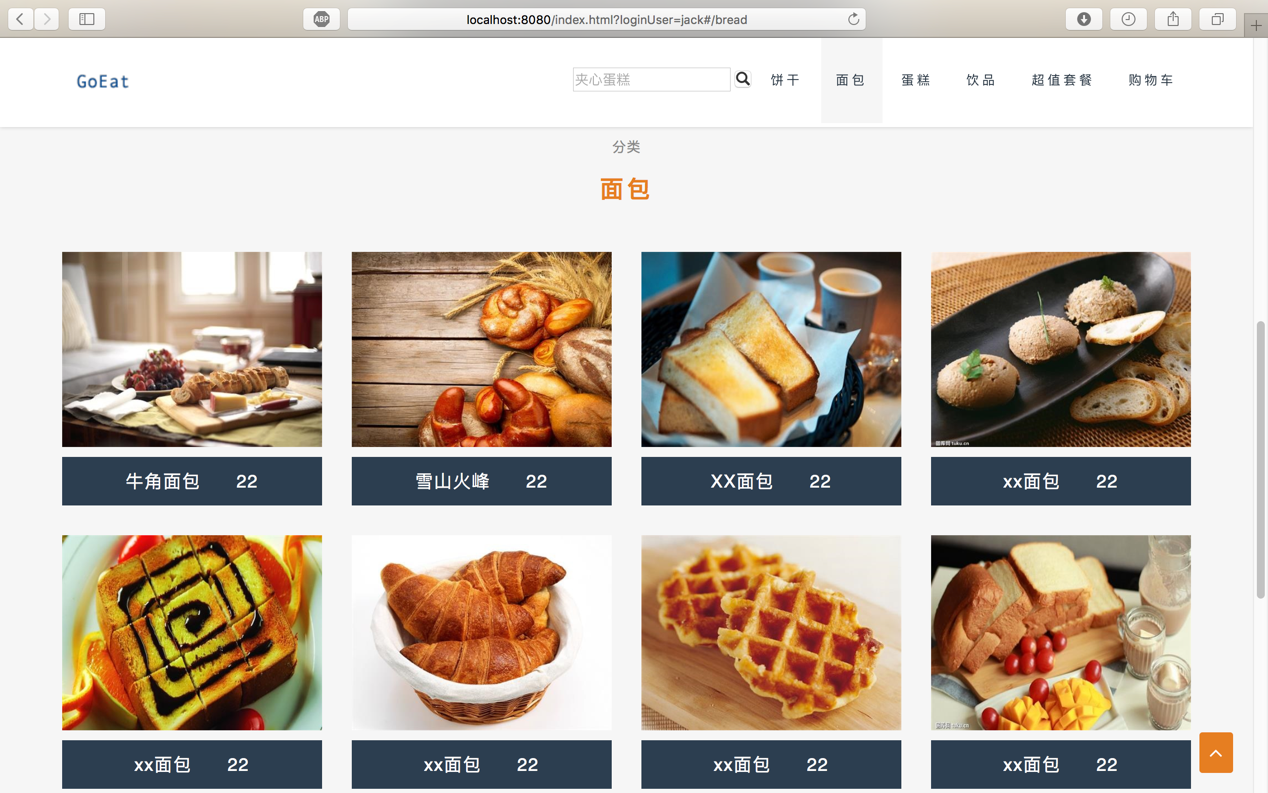 ABP
localhost:8080/index.html?loginUser=jack#/bread
GoEat
夹心蛋糕
饼干
面包
蛋糕
饮品
超值套餐
购物车
分类
面包
牛角面包 22
雪山火峰 22
XX面包 22
xx面包 22
xx面包 22
xx面包 22
xx面包 22
xx面包 22